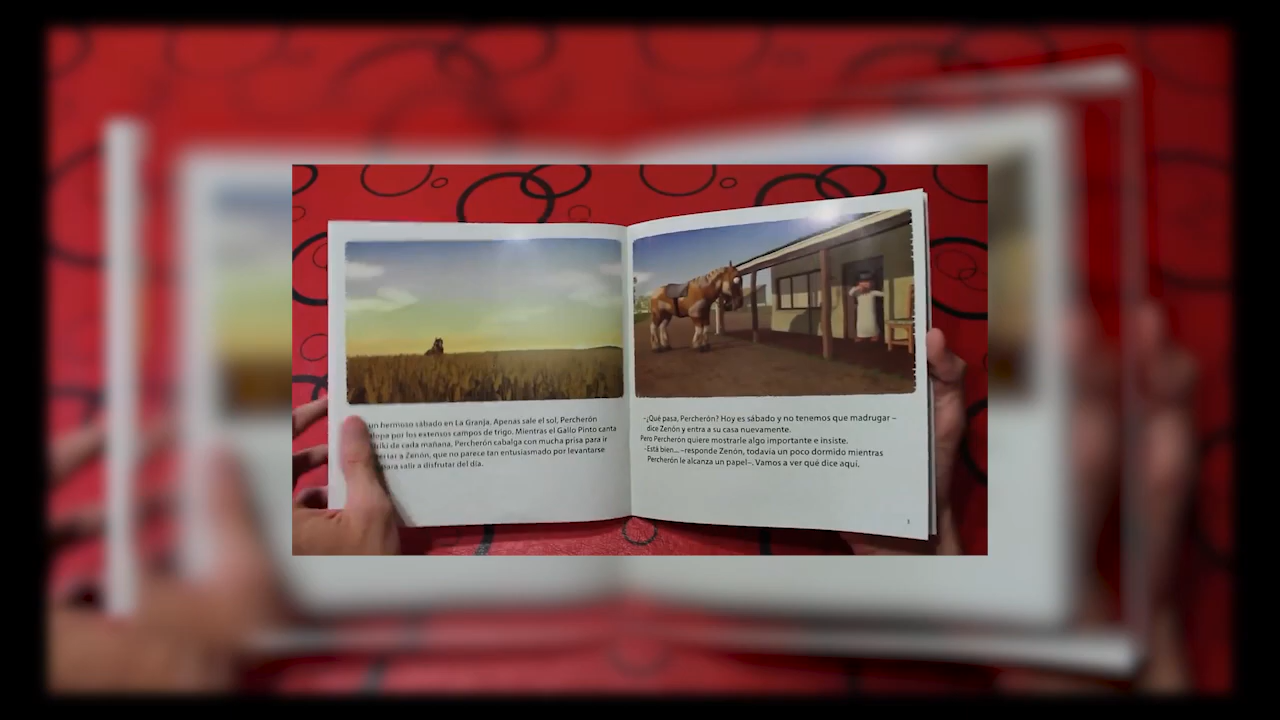 un hermoso sábado en La Granja. Apenas sale el sol, Percherón
por los extensos campos de trigo. Mientras el Gallo Pinto canta
de cada mañana, Percherón cabalga con mucha prisa para ir
a Zenón, que no parece tan entusiasmado por levantarse
para salir a disfrutar del día.
–¿Qué pasa, Percherón? Hoy es sábado y no tenemos que madrugar –
dice Zenón y entra a su casa nuevamente.
Pero Percherón quiere mostrarle algo importante e insiste.
–Está bien... –responde Zenón, todavía un poco dormido mientras
Percherón le alcanza un papel–. Vamos a ver qué dice aquí.